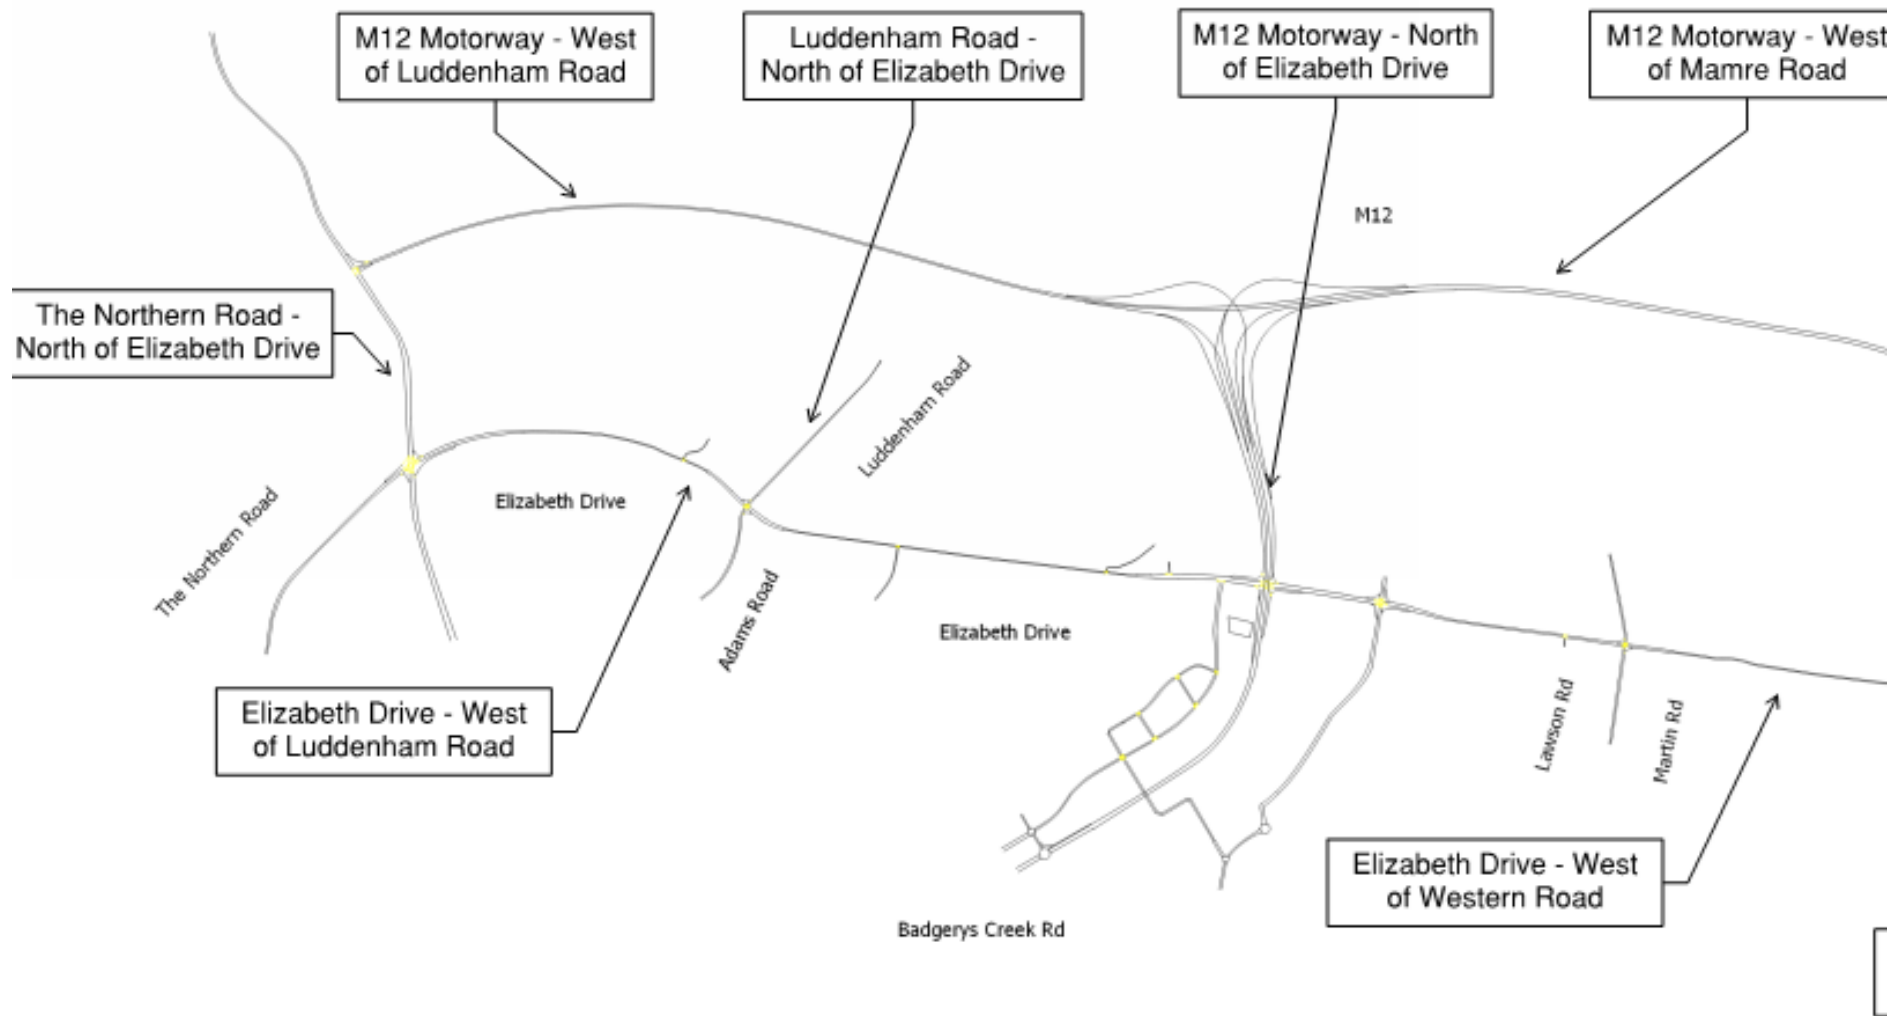 M12 Motorway - West
of Luddenham Road
Luddenham Road -
North of Elizabeth Drive
M12 Motorway - North
of Elizabeth Drive
M12 Motorway - West
of Mamre Road
M12
The Northern Road -
North of Elizabeth Drive
Luddenham Road
Elizabeth Drive
The Northern Road
Adams Road
Elizabeth Drive
Elizabeth Drive - West
of Luddenham Road
Lawson Rd
Martin Rd
Elizabeth Drive - West
of Western Road
Badgerys Creek Rd